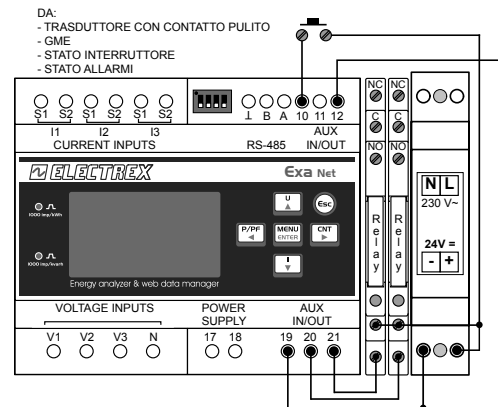 DA:
- TRASDUTTORE CON CONTATTO PULITO
- GME
- STATO INTERRUTTORE
- STATO ALLARMI
S1 S2 S1 S2 S1 S2
I1 I2 I3
CURRENT INPUTS
⊥ B A 10 11 12
RS-485
AUX
IN/OUT
ELECTREX
Exa Net
1000 imp/kWh
1000 imp/kvarh
U
Esc
P/PF
MENU
ENTER
CNT
I
Energy analyzer & web data manager
VOLTAGE INPUTS
V1 V2 V3 N
POWER
SUPPLY
17 18
AUX
IN/OUT
19 20 21
NC
C
NO
Relay
NC
C
NO
Relay
N L
230 V~
24V =
- +